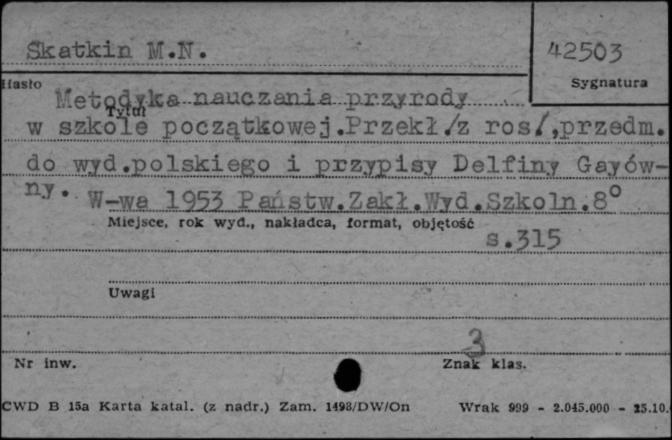 Skatkin M.N.
42503
Hasło
Sygnatura
Metodyka nauczania przyrody
Tytuł
w szkole początkowej.Przekł/z ros/,przedm.
do wyd.polskiego i przypisy Delfiny Gayów-
ny. W-wa 1953 Państw.Zakł.Wyd.Szkoln.8°
Miejsce, rok wyd., nakładca, format, objętość
s.315
Uwagi
3
Nr inw.
Znak klas.
CWD B 15a Karta katal. (z nadr.) Zam. 1498/DW/On
Wrak 999 - 2.045.000 - 25.10.